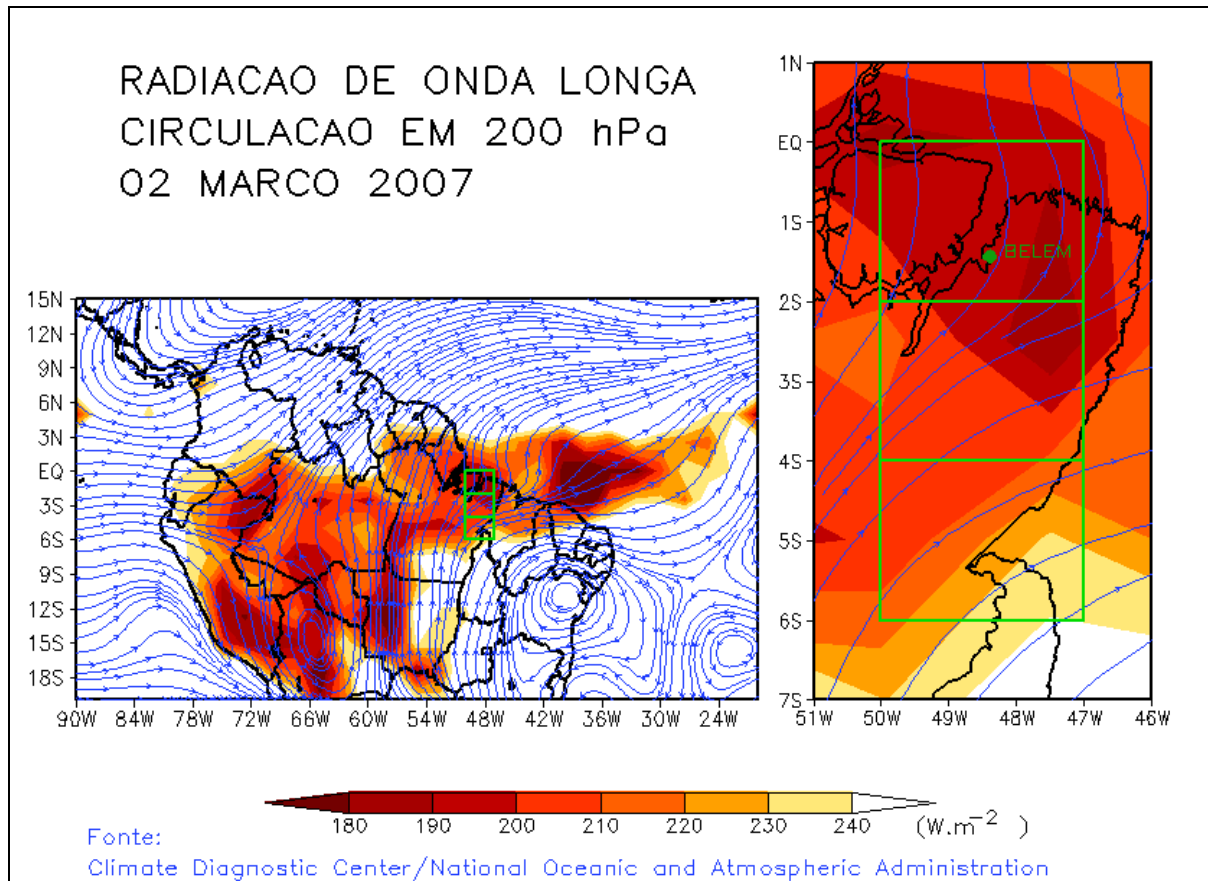 RADIACAO DE ONDA LONGA
CIRCULACAO EM 200 hPa
02 MARCO 2007
15N
12N
9N
6N
3N
EQ
3S
6S
9S
12S
15S
18S
90W 84W 78W 72W 66W 60W 54W 48W 42W 36W 30W 24W
1N
EQ
1S
BELEM
2S
3S
4S
5S
6S
7S
51W 50W 49W 48W 47W 46W
180 190 200 210 220 230 240 (W.m⁻² )
Fonte:
Climate Diagnostic Center/National Oceanic and Atmospheric Administration